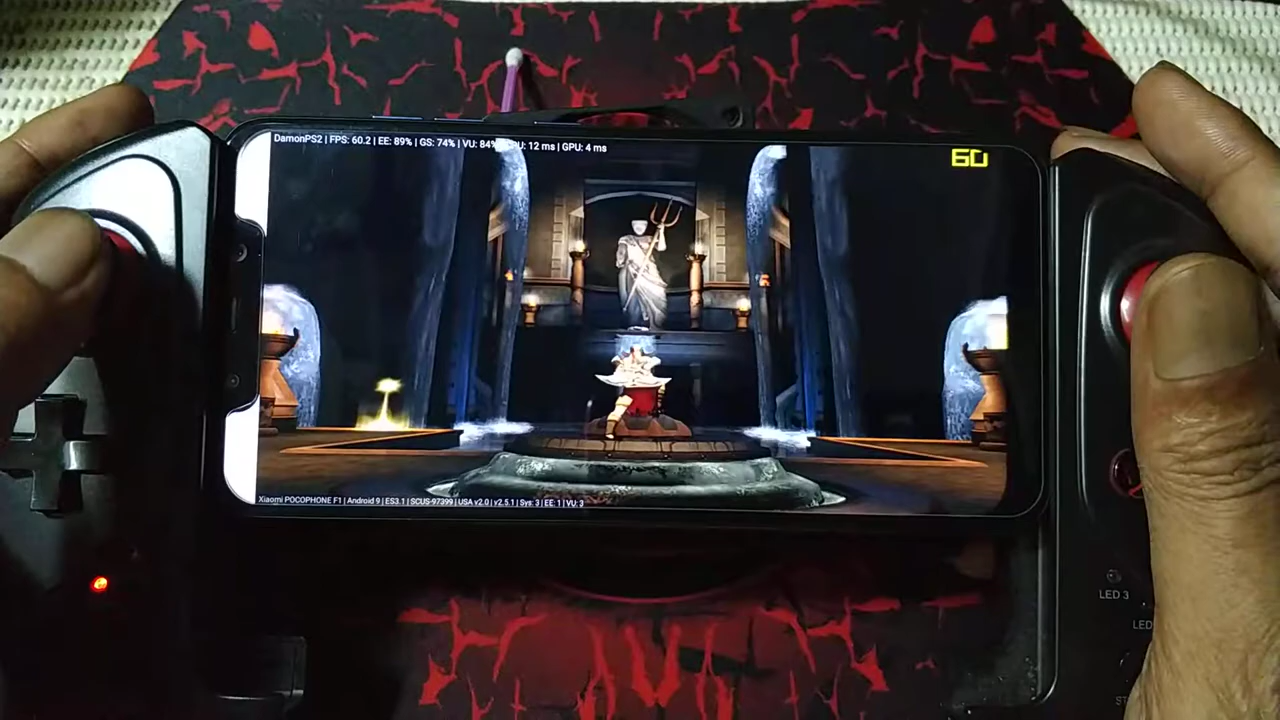 DamonPS2 | FPS: 60.2 | EE: 89% | GS: 74% | VU: 84% 12 ms | GPU: 4 ms
60
Xiaomi POCOPHONE F1 | Android 9 | ES3.1 | SCUS-97399 | USA v2.0 | v2.5.1 | Sys: 3 | EE: 1 | VU: 3
LED 3
LED